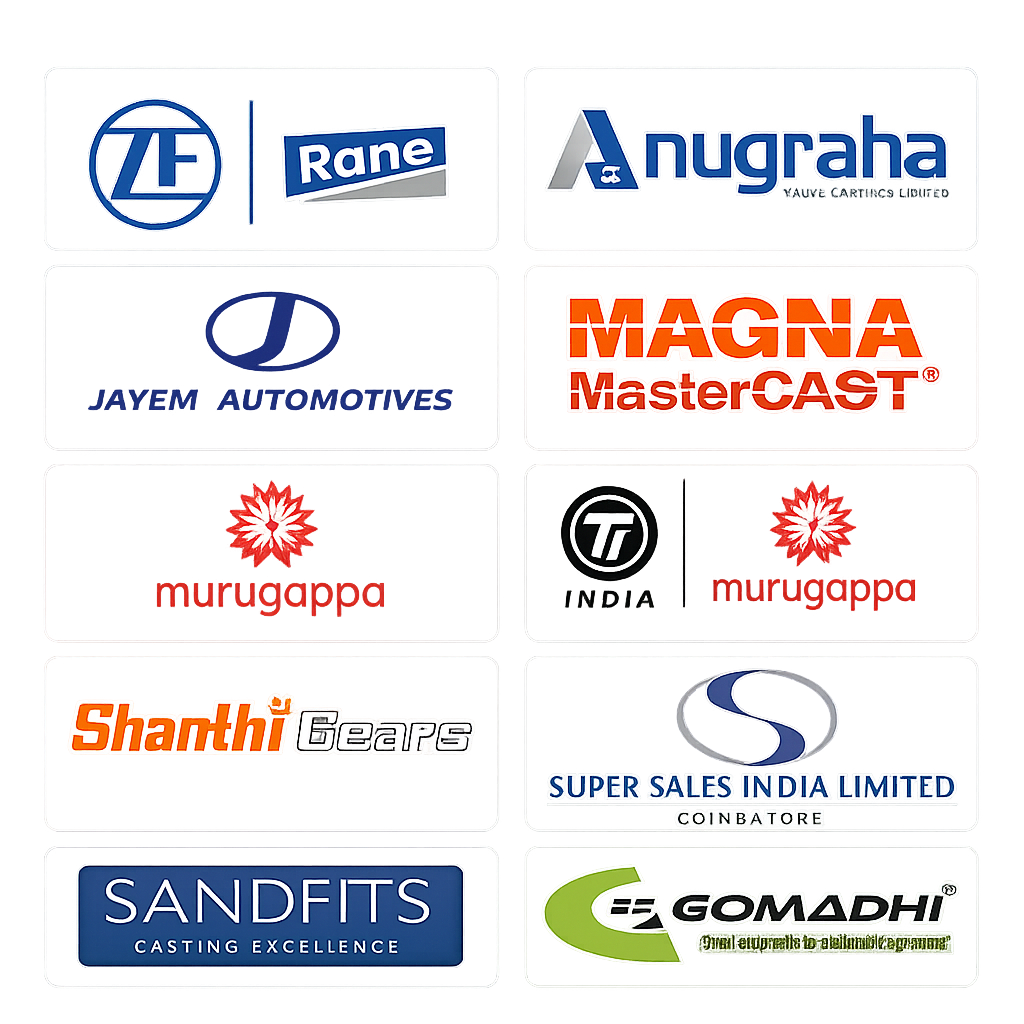 ZF
Rane
Anugraha
JAYEM AUTOMOTIVES
MAGNA
MasterCAST®
murugappa
TI
INDIA
murugappa
Shanthi Gears
SUPER SALES INDIA LIMITED
COINBATORE
SANDFITS
CASTING EXCELLENCE
GOMADHI®